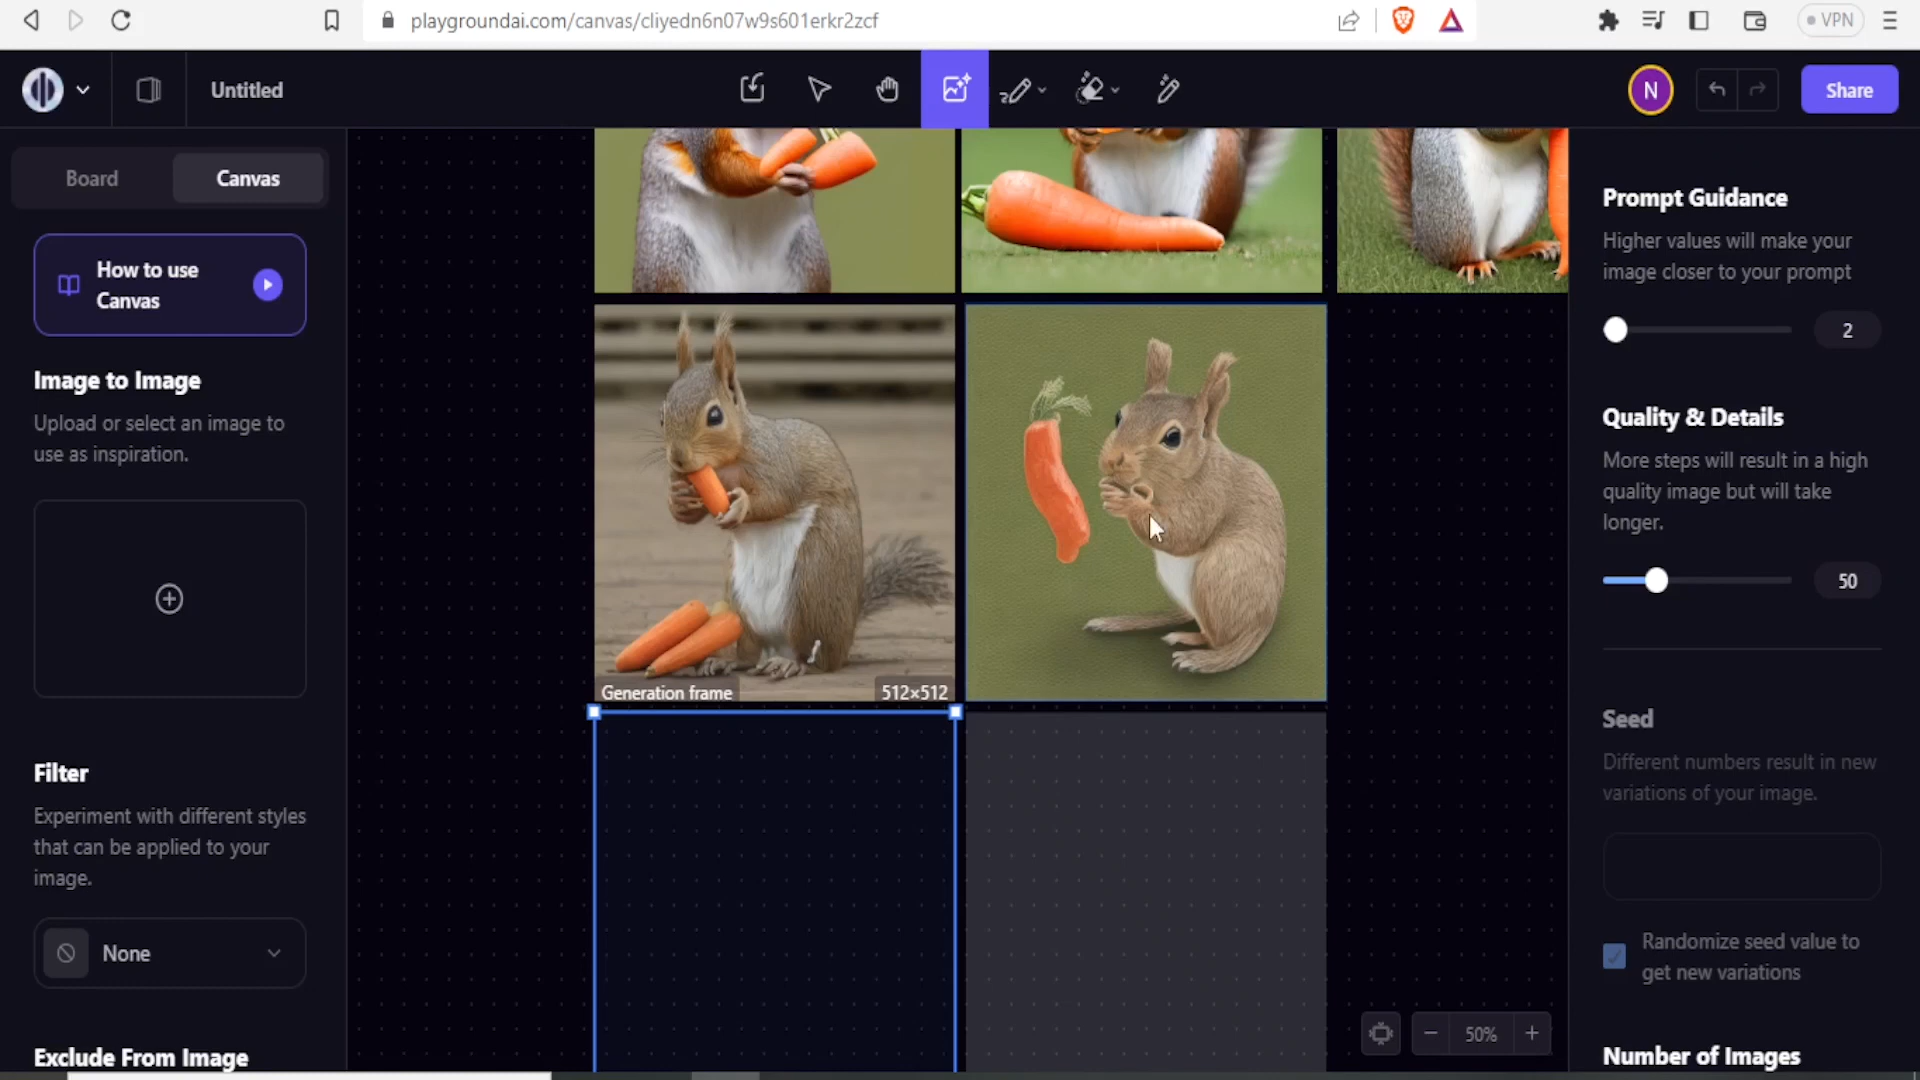 playgroundai.com/canvas/cliyedn6n07w9s601erkr2zcf
VPN
Untitled
N
Share
Board
Canvas
How to use
Canvas
Image to Image
Upload or select an image to
use as inspiration.
Filter
Experiment with different styles
that can be applied to your
image.
None
Exclude From Image
Generation frame
512×512
50%
Prompt Guidance
Higher values will make your
image closer to your prompt
2
Quality & Details
More steps will result in a high
quality image but will take
longer.
50
Seed
Different numbers result in new
variations of your image.
Randomize seed value to
get new variations
Number of Images